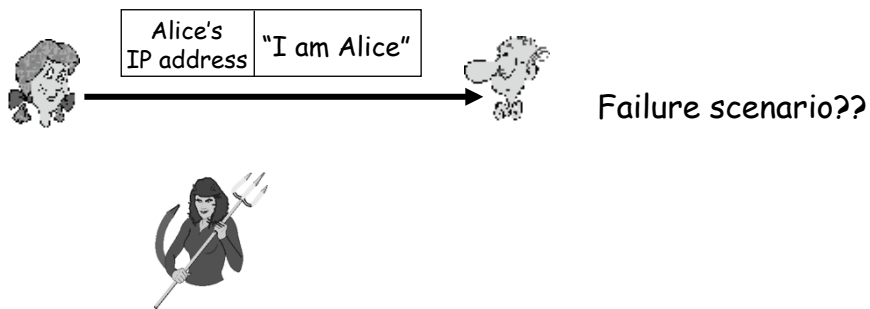 Alice’s
IP address
“I am Alice”
Failure scenario??